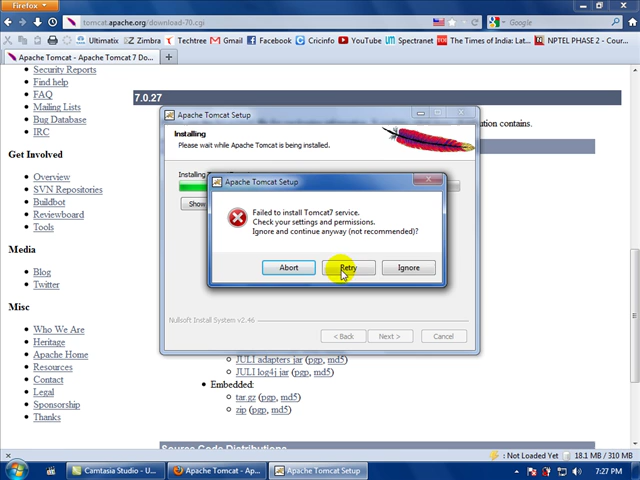 Firefox
tomcat.apache.org/download-70.cgi
Google
Ultimatix
Zimbra
Techtree
Gmail
Facebook
Cricinfo
YouTube
Spectranet
The Times of India: Lat...
NPTEL PHASE 2 - Cour...
Apache Tomcat - Apache Tomcat 7 Do...
Security Reports
Find help
FAQ
Mailing Lists
Bug Database
IRC
Get Involved
Overview
SVN Repositories
Buildbot
Reviewboard
Tools
Media
Blog
Twitter
Misc
Who We Are
Heritage
Apache Home
Resources
Contact
Legal
Sponsorship
Thanks
7.0.27
ution contains.
Apache Tomcat Setup
Installing
Please wait while Apache Tomcat is being installed.
Show
Apache Tomcat Setup
Failed to install Tomcat7 service.
Check your settings and permissions.
Ignore and continue anyway (not recommended)?
Abort
Retry
Ignore
Nullsoft Install System v2.46
< Back
Next >
Cancel
JULI adapters jar (pgp, md5)
JULI log4j jar (pgp, md5)
Embedded:
tar.gz (pgp, md5)
zip (pgp, md5)
Source Code Distributions
: Not Loaded Yet
18.1 MB / 310 MB
Camtasia Studio - U...
Apache Tomcat - Ap...
Apache Tomcat Setup
7:27 PM